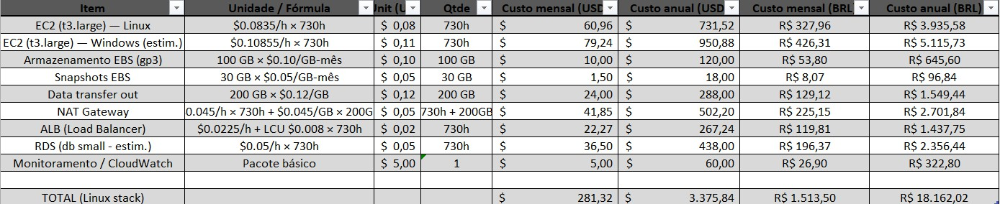 Item Unidade / Fórmula Unit (U Qtde Custo mensal (USD Custo anual (USD Custo mensal (BRL Custo anual (BRL)
EC2 (t3.large) — Linux $0.0835/h × 730h $ 0,08 730h $ 60,96 $ 731,52 R$ 327,96 R$ 3.935,58
EC2 (t3.large) — Windows (estim.) $0.10855/h × 730h $ 0,11 730h $ 79,24 $ 950,88 R$ 426,31 R$ 5.115,73
Armazenamento EBS (gp3) 100 GB × $0.10/GB-mês $ 0,10 100 GB $ 10,00 $ 120,00 R$ 53,80 R$ 645,60
Snapshots EBS 30 GB × $0.05/GB-mês $ 0,05 30 GB $ 1,50 $ 18,00 R$ 8,07 R$ 96,84
Data transfer out 200 GB × $0.12/GB $ 0,12 200 GB $ 24,00 $ 288,00 R$ 129,12 R$ 1.549,44
NAT Gateway 0.045/h × 730h + $0.045/GB × 200G $ 0,05 730h + 200GB $ 41,85 $ 502,20 R$ 225,15 R$ 2.701,84
ALB (Load Balancer) $0.0225/h + LCU $0.008 × 730h $ 0,02 730h $ 22,27 $ 267,24 R$ 119,81 R$ 1.437,75
RDS (db small - estim.) $0.05/h × 730h $ 0,05 730h $ 36,50 $ 438,00 R$ 196,37 R$ 2.356,44
Monitoramento / CloudWatch Pacote básico $ 5,00 1 $ 5,00 $ 60,00 R$ 26,90 R$ 322,80
TOTAL (Linux stack) $ 281,32 $ 3.375,84 R$ 1.513,50 R$ 18.162,02